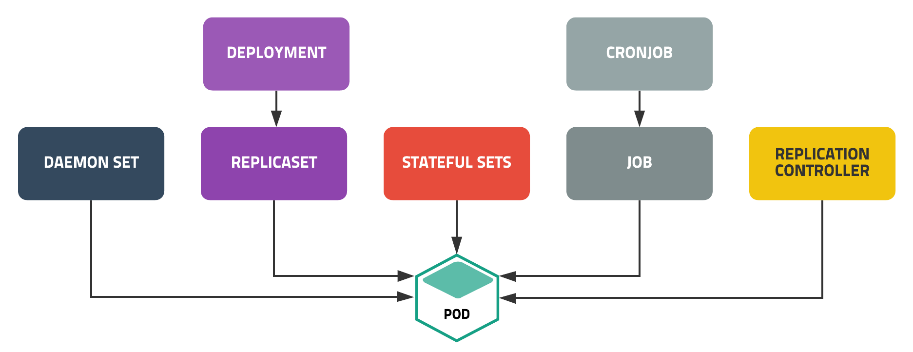 DEPLOYMENT
CRONJOB
DAEMON SET
REPLICASET
STATEFUL SETS
JOB
REPLICATION
CONTROLLER
POD